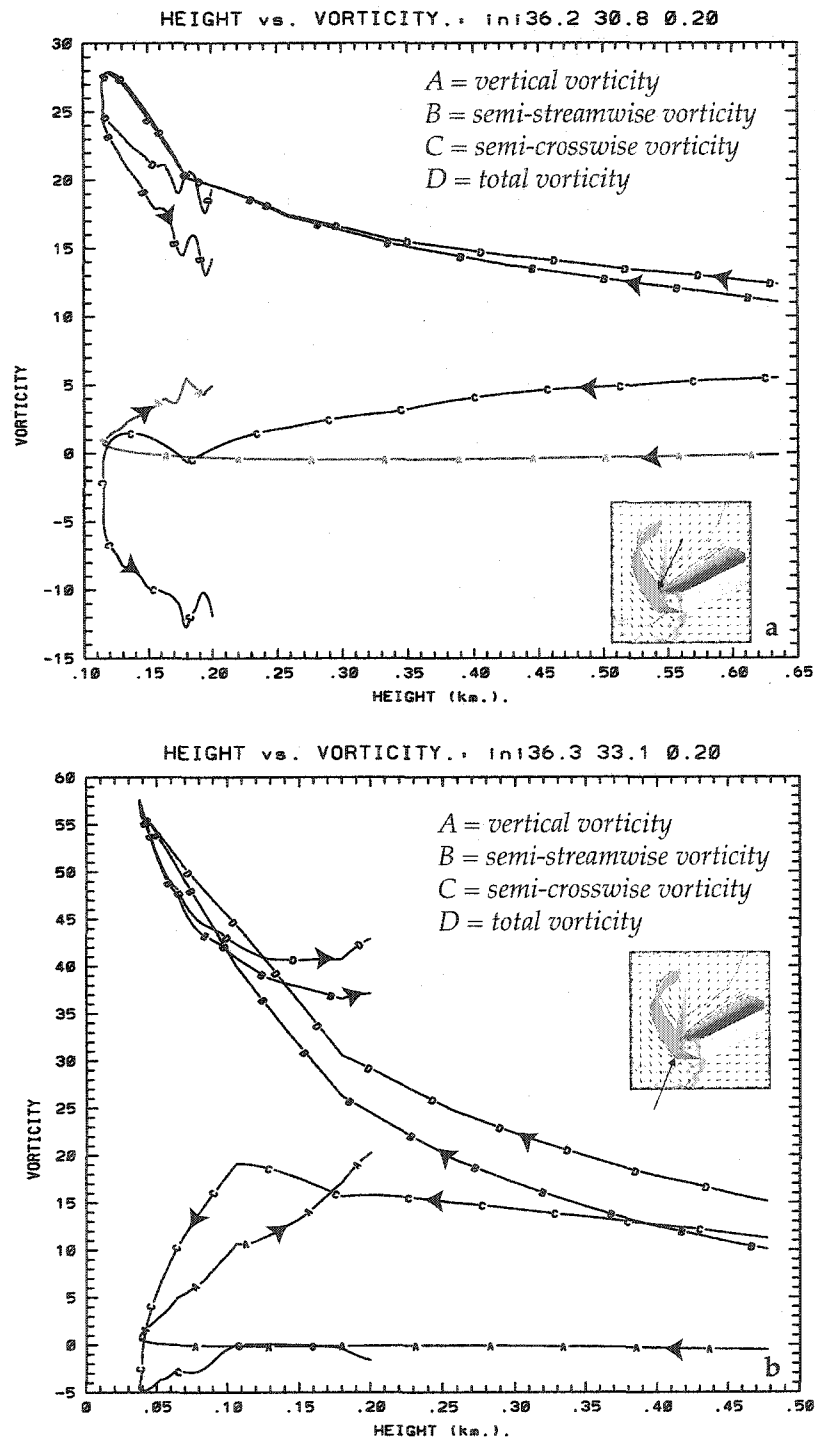 HEIGHT vs. VORTICITY.. ini36.2 30.8 0.20
A = vertical vorticity
B = semi-streamwise vorticity
C = semi-crosswise vorticity
D = total vorticity
30
25
20
15
10
5
0
-5
-10
-15
VORTICITY
a
.10 .15 .20 .25 .30 .35 .40 .45 .50 .55 .60 .65
HEIGHT (km.).
HEIGHT vs. VORTICITY.. ini36.3 33.1 0.20
A = vertical vorticity
B = semi-streamwise vorticity
C = semi-crosswise vorticity
D = total vorticity
60
55
50
45
40
35
30
25
20
15
10
5
0
-5
VORTICITY
b
0 .05 .10 .15 .20 .25 .30 .35 .40 .45 .50
HEIGHT (km.).